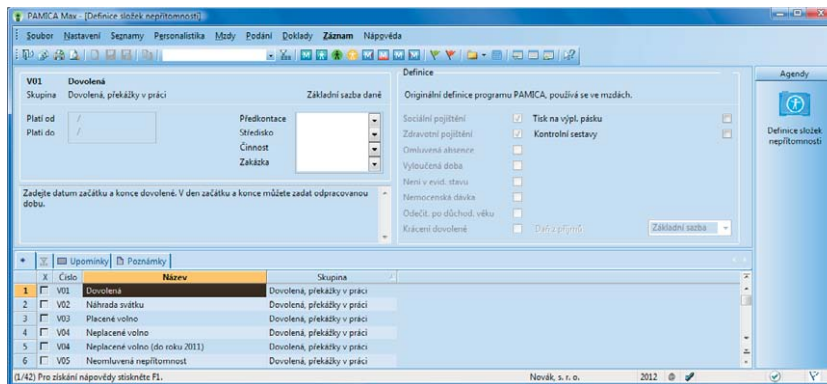 PAMICA Max - [Definice složek nepřítomnosti]
Soubor Nastavení Seznamy Personalistika Mzdy Podání Doklady Záznam Nápověda
V01 Dovolená
Skupina Dovolená, překážky v práci Základní sazba daně
Platí od /
Platí do /
Předkontace
Středisko
Činnost
Zakázka
Zadejte datum začátku a konce dovolené. V den začátku a konce můžete zadat odpracovanou
dobu.
Definice
Originální definice programu PAMICA, používá se ve mzdách.
Sociální pojištění Tisk na výpl. pásku
Zdravotní pojištění Kontrolní sestavy
Omluvená absence
Vyloučená doba
Není v evid. stavu
Nemocenská dávka
Odečít. po důchod. věku
Krácení dovolené Daň z příjmů Základní sazba
Agendy
Definice složek
nepřítomnosti
Upomínky Poznámky
X Číslo Název Skupina
1 V01 Dovolená Dovolená, překážky v práci
2 V02 Náhrada svátku Dovolená, překážky v práci
3 V03 Placené volno Dovolená, překážky v práci
4 V04 Neplacené volno Dovolená, překážky v práci
5 V04 Neplacené volno (do roku 2011) Dovolená, překážky v práci
6 V05 Neomluvená nepřítomnost Dovolená, překážky v práci
(1/42) Pro získání nápovědy stiskněte F1. Novák, s. r. o. 2012 @